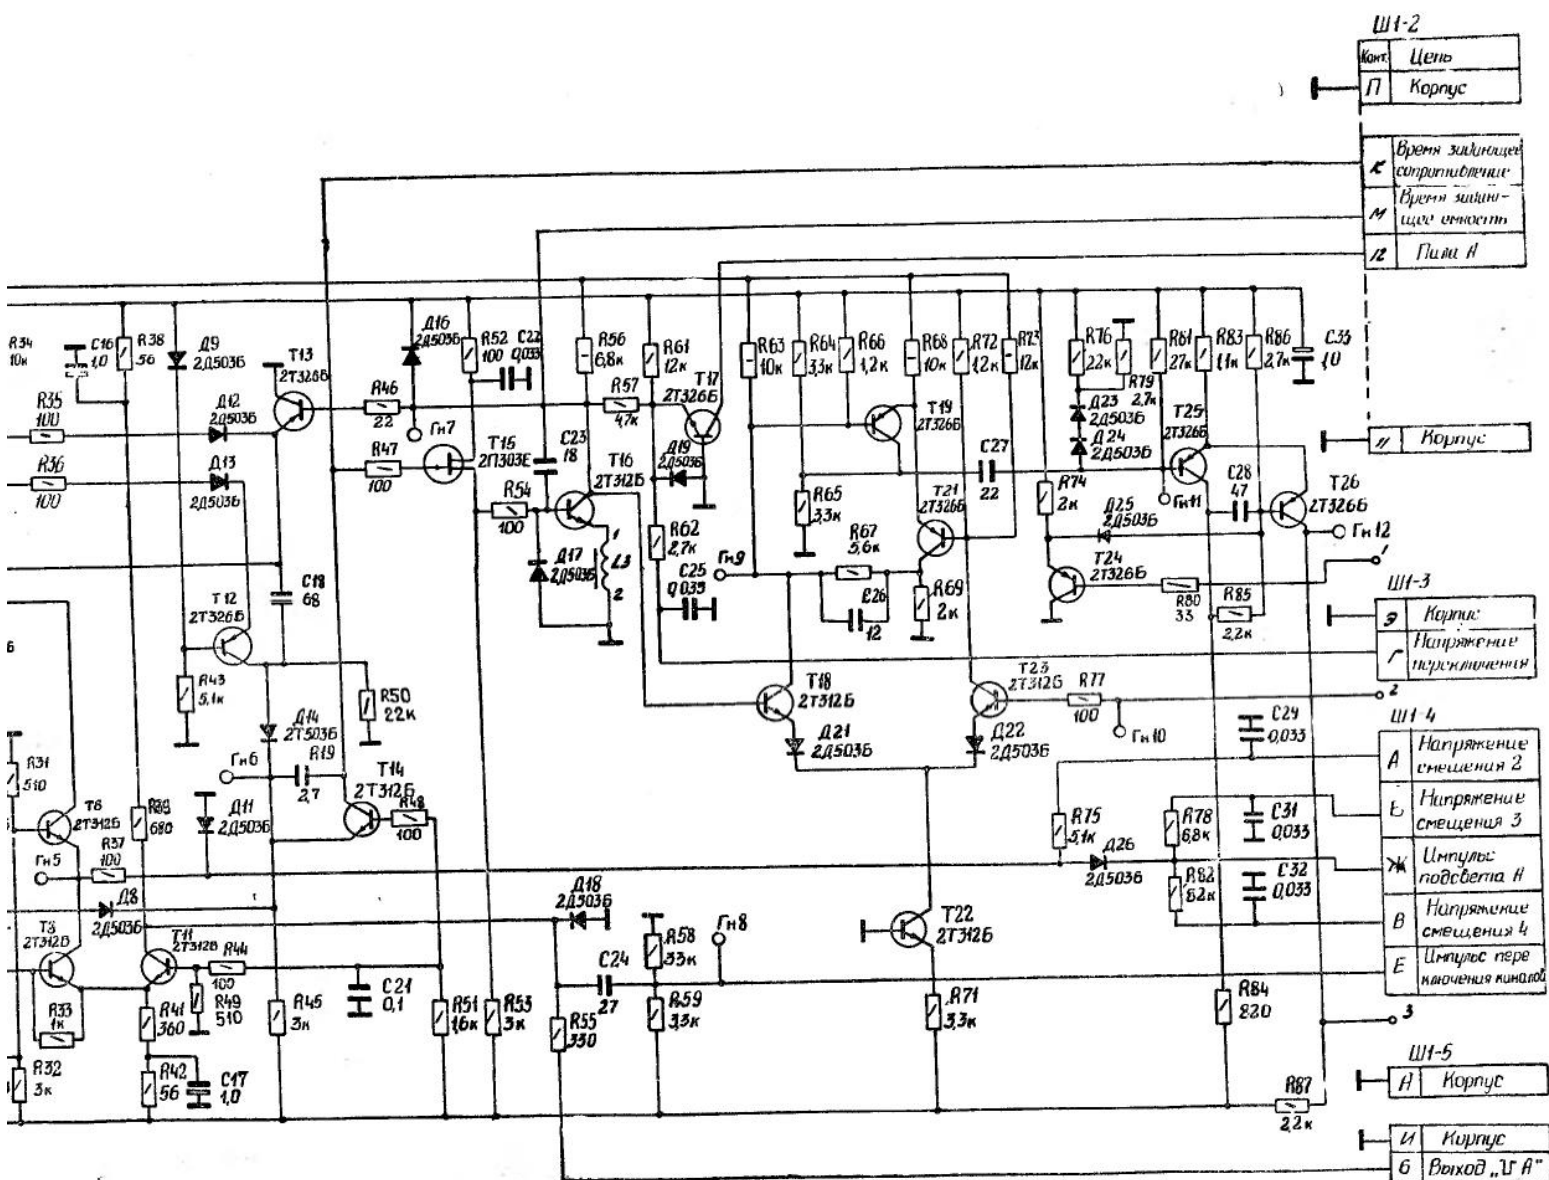 Ш1-2
Конт. Цепь
П Корпус
К Время задающее
сопротивление
М Время задаю-
щее емкость
12 Пила А
" Корпус
R34
10к
C16
1,0
R38
56
Д9
2Д503Б
T13
2Т326Б
R35
100
Д12
2Д503Б
R36
100
Д13
2Д503Б
R46
22
R47
100
Гн7
Д16
2Д503Б
R52
100
C22
0,033
T15
2П303Е
R54
100
C23
18
R56
6,8к
T16
2Т312Б
Д17
2Д503Б
1
L3
2
R57
4,7к
R61
12к
T17
2Т326Б
Д19
2Д503Б
R62
2,7к
C25
0,033
R63
10к
R64
3,3к
R66
1,2к
R68
10к
R72
1,2к
R73
12к
T19
2Т326Б
R65
3,3к
C27
22
T21
2Т326Б
R67
5,6к
C26
12
R69
2к
Гн9
R76
22к
R79
2,7к
Д23
2Д503Б
Д24
2Д503Б
R81
27к
R83
1,1к
R86
2,7к
C33
1,0
T25
2Т326Б
Гн11
C28
47
T26
2Т326Б
Гн12
R74
2к
Д25
2Д503Б
T24
2Т326Б
R80
33
R85
2,2к
1
Ш1-3
Э Корпус
Г Напряжение
переключения
2
C18
68
T12
2Т326Б
R43
5,1к
R50
22к
Д14
2Т503Б
Гн6
R19
2,7
T14
2Т312Б
R48
100
Д11
2Д503Б
R31
510
T6
2Т312Б
R39
680
R37
100
Гн5
Д8
2Д503Б
T8
2Т312Б
T11
2Т312Б
R44
100
R49
510
R33
1к
R41
360
R32
3к
R42
56
C17
1,0
R45
3к
C21
0,1
R51
1,6к
R53
3к
Д18
2Д503Б
C24
27
R55
330
R58
33к
R59
3,3к
Гн8
T18
2Т312Б
Д21
2Д503Б
T23
2Т312Б
Д22
2Д503Б
R77
100
Гн10
T22
2Т312Б
R71
3,3к
C29
0,033
R75
5,1к
Д26
2Д503Б
R78
6,8к
C31
0,033
R82
62к
C32
0,033
R84
820
R87
2,2к
Ш1-4
А Напряжение
смещения 2
Б Напряжение
смещения 3
Ж Импульс
подсвета А
В Напряжение
смещения 4
Е Импульс пере
ключения каналов
3
Ш1-5
А Корпус
И Корпус
6 Выход „U А"